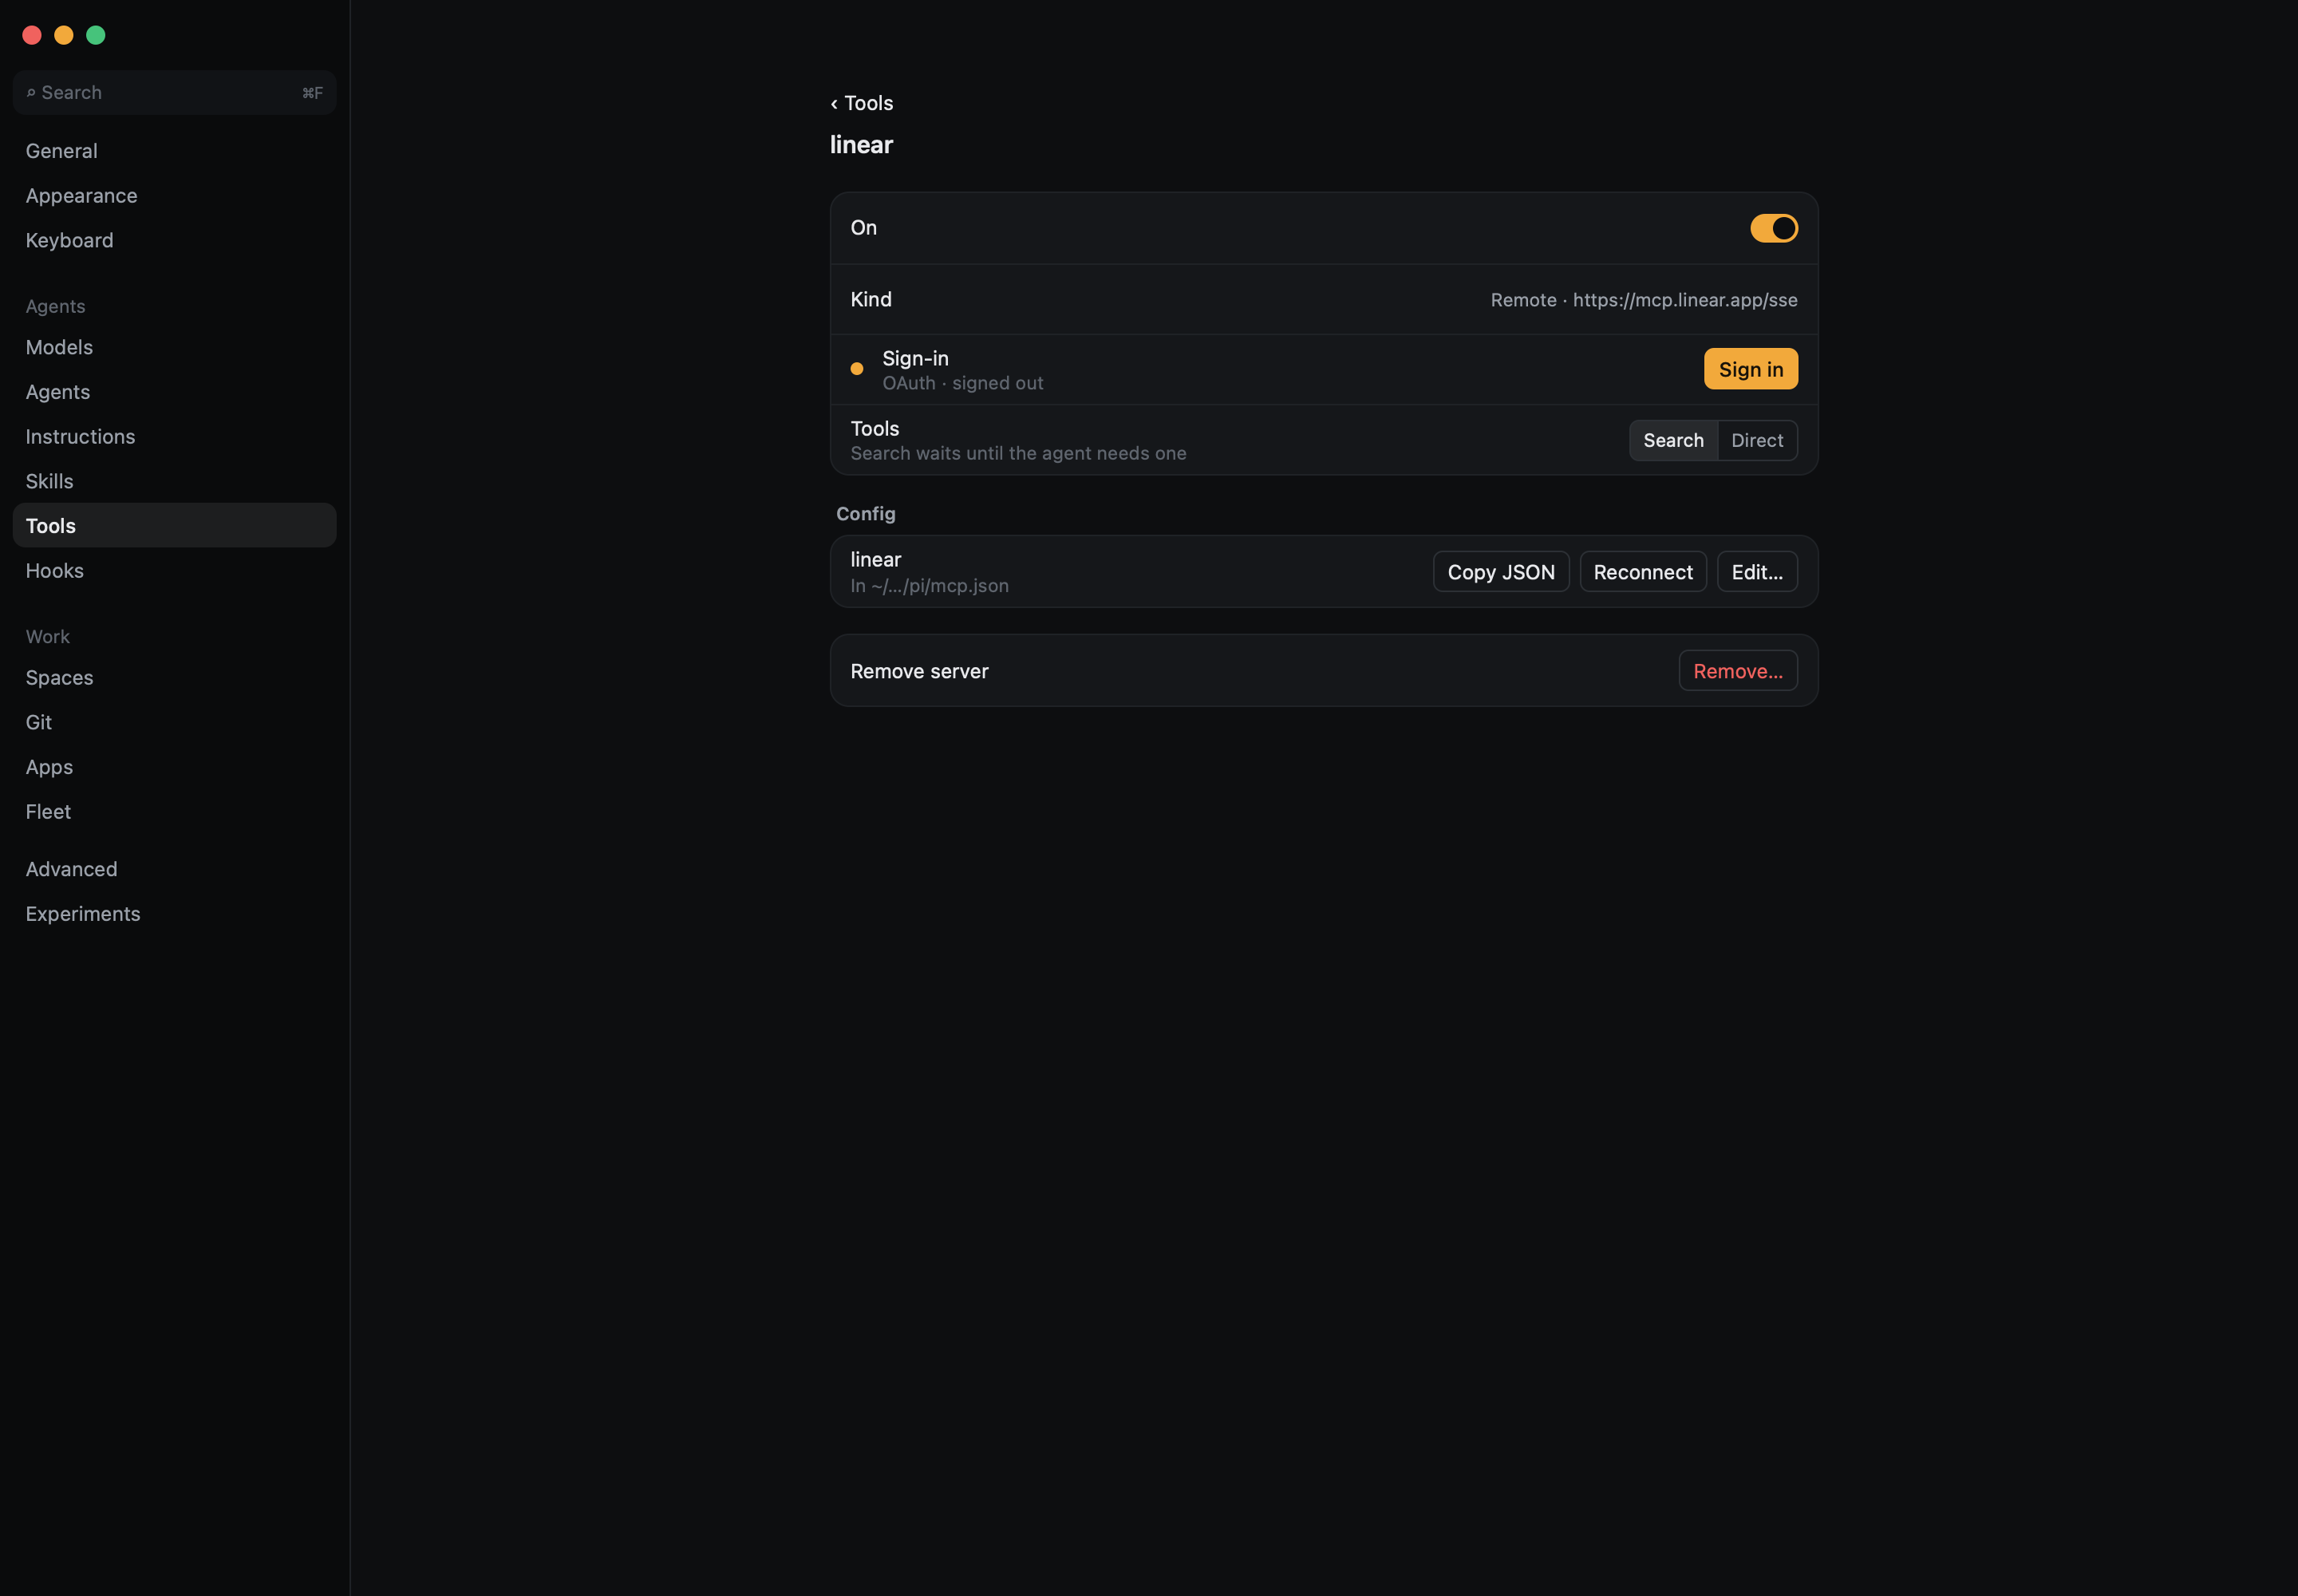 Search ⌘F
General
Appearance
Keyboard
Agents
Models
Agents
Instructions
Skills
Tools
Hooks
Work
Spaces
Git
Apps
Fleet
Advanced
Experiments
‹ Tools
linear
On
Kind
Remote · https://mcp.linear.app/sse
Sign-in
OAuth · signed out
Sign in
Tools
Search waits until the agent needs one
Search Direct
Config
linear
In ~/…/pi/mcp.json
Copy JSON Reconnect Edit…
Remove server
Remove…